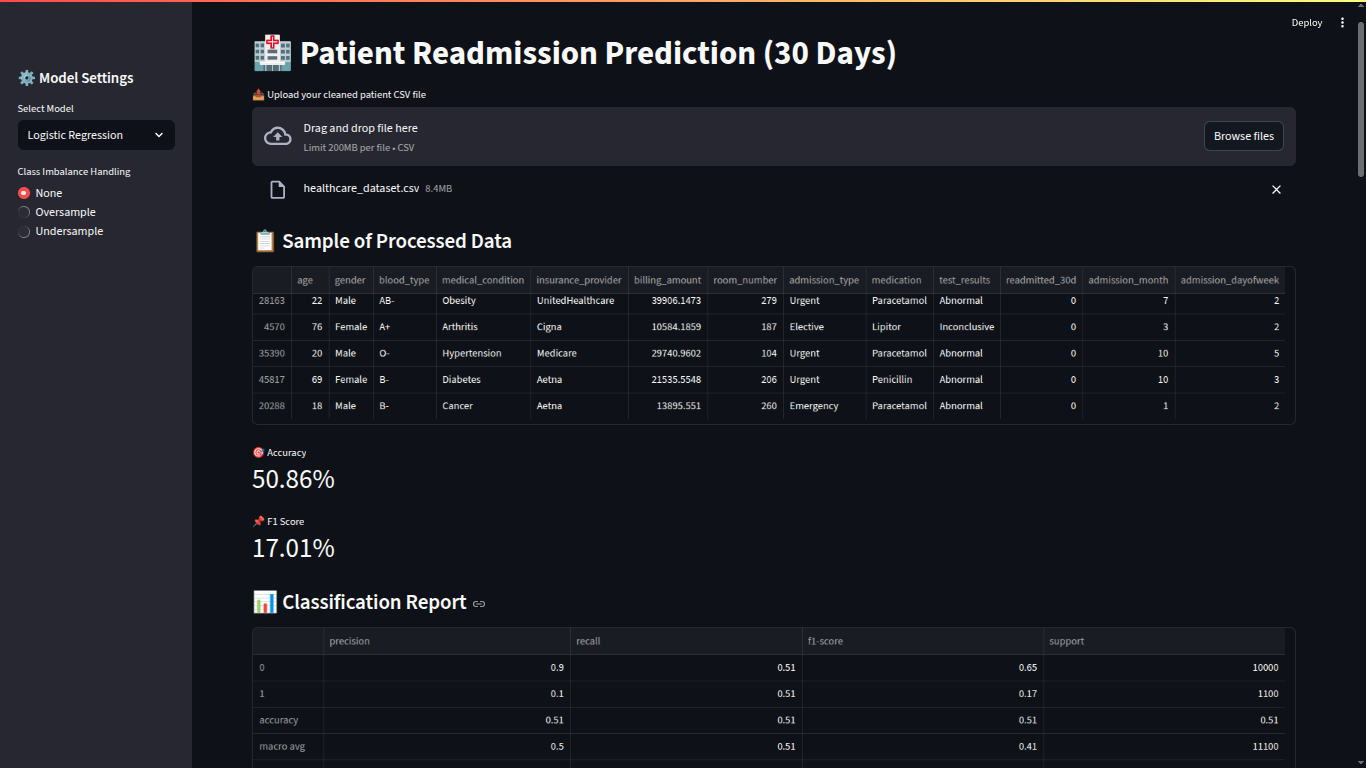 Deploy
⚙️ Model Settings
Select Model
Logistic Regression
Class Imbalance Handling
None
Oversample
Undersample
🏥 Patient Readmission Prediction (30 Days)
📤 Upload your cleaned patient CSV file
Drag and drop file here
Limit 200MB per file • CSV
Browse files
healthcare_dataset.csv 8.4MB
📋 Sample of Processed Data
age gender blood_type medical_condition insurance_provider billing_amount room_number admission_type medication test_results readmitted_30d admission_month admission_dayofweek
28163 22 Male AB- Obesity UnitedHealthcare 39906.1473 279 Urgent Paracetamol Abnormal 0 7 2
4570 76 Female A+ Arthritis Cigna 10584.1859 187 Elective Lipitor Inconclusive 0 3 2
35390 20 Male O- Hypertension Medicare 29740.9602 104 Urgent Paracetamol Abnormal 0 10 5
45817 69 Female B- Diabetes Aetna 21535.5548 206 Urgent Penicillin Abnormal 0 10 3
20288 18 Male B- Cancer Aetna 13895.551 260 Emergency Paracetamol Abnormal 0 1 2
🎯 Accuracy
50.86%
📌 F1 Score
17.01%
📊 Classification Report
precision recall f1-score support
0 0.9 0.51 0.65 10000
1 0.1 0.51 0.17 1100
accuracy 0.51 0.51 0.51 0.51
macro avg 0.5 0.51 0.41 11100